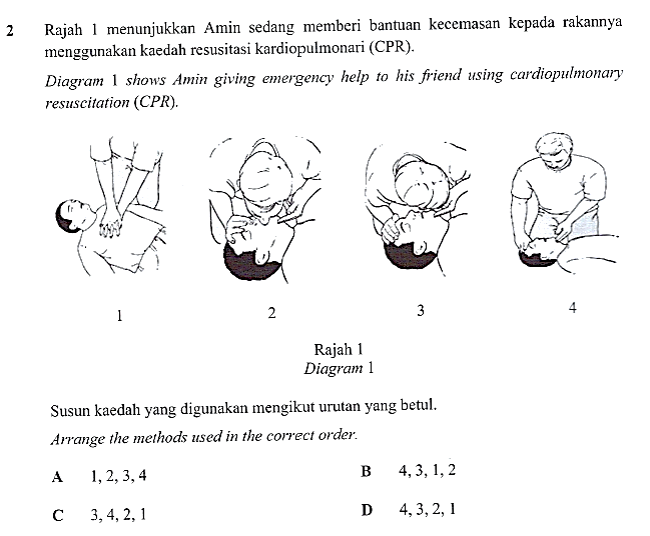 2 Rajah 1 menunjukkan Amin sedang memberi bantuan kecemasan kepada rakannya
menggunakan kaedah resusitasi kardiopulmonari (CPR).
Diagram 1 shows Amin giving emergency help to his friend using cardiopulmonary
resuscitation (CPR).
1 2 3 4
Rajah 1
Diagram 1
Susun kaedah yang digunakan mengikut urutan yang betul.
Arrange the methods used in the correct order.
A 1, 2, 3, 4 B 4, 3, 1, 2
C 3, 4, 2, 1 D 4, 3, 2, 1